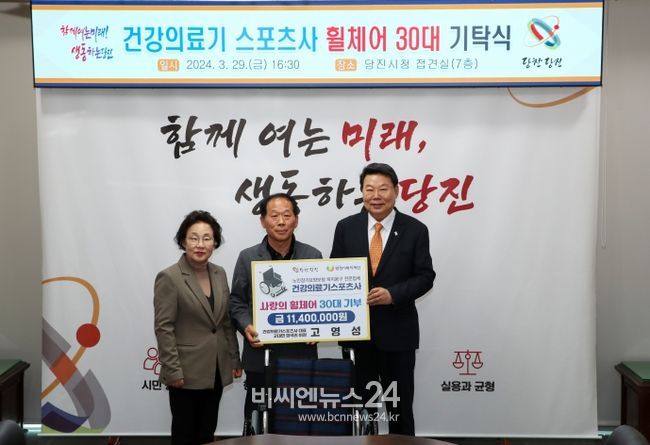 함께여는미래!
생동하는당진
건강의료기 스포츠사 휠체어 30대 기탁식
일시 2024. 3. 29.(금) 16:30 장소 당진시청 접견실(7층)
당찬당진
함께 여는 미래,
생동하는 당진
건강의료기스포츠사
사랑의 휠체어 30대 기부
금 11,400,000원
고영성
시민
실용과 균형
비씨엔뉴스24
www.bcnnews24.kr